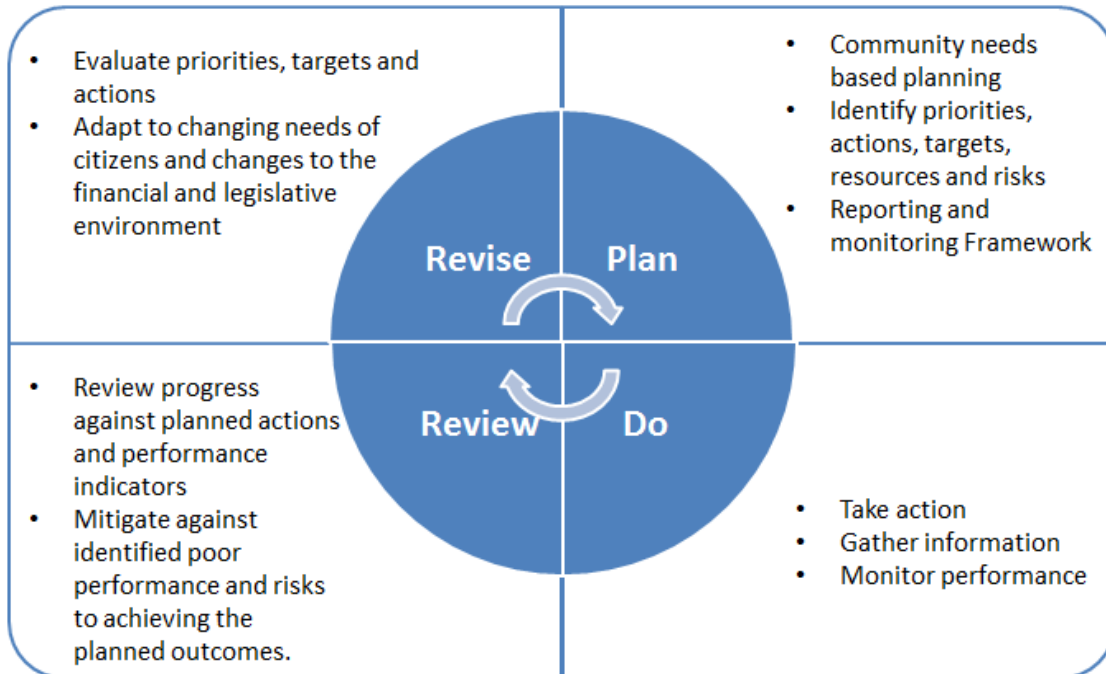 • Evaluate priorities, targets and
actions
• Adapt to changing needs of
citizens and changes to the
financial and legislative
environment
• Community needs
based planning
• Identify priorities,
actions, targets,
resources and risks
• Reporting and
monitoring Framework
Revise
Plan
Review
Do
• Review progress
against planned actions
and performance
indicators
• Mitigate against
identified poor
performance and risks
to achieving the
planned outcomes.
• Take action
• Gather information
• Monitor performance